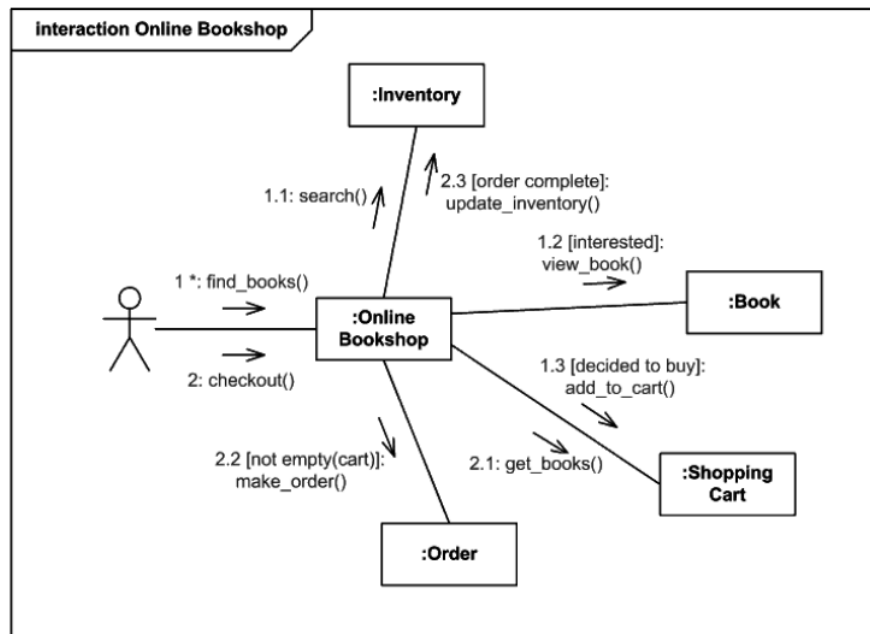 interaction Online Bookshop
:Inventory
1.1: search()
2.3 [order complete]:
update_inventory()
1.2 [interested]:
view_book()
1 *: find_books()
:Online
Bookshop
:Book
2: checkout()
1.3 [decided to buy]:
add_to_cart()
2.2 [not empty(cart)]:
make_order()
2.1: get_books()
:Shopping
Cart
:Order